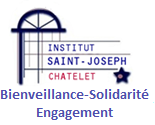 INSTITUT
SAINT-JOSEPH
CHATELET
Bienveillance-Solidarité
Engagement